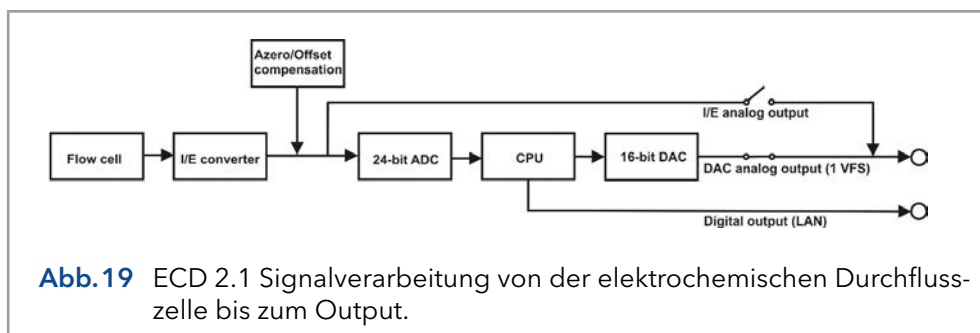 Azero/Offset
compensation
I/E analog output
Flow cell
I/E converter
24-bit ADC
CPU
16-bit DAC
DAC analog output (1 VFS)
Digital output (LAN)
Abb.19 ECD 2.1 Signalverarbeitung von der elektrochemischen Durchfluss-
zelle bis zum Output.